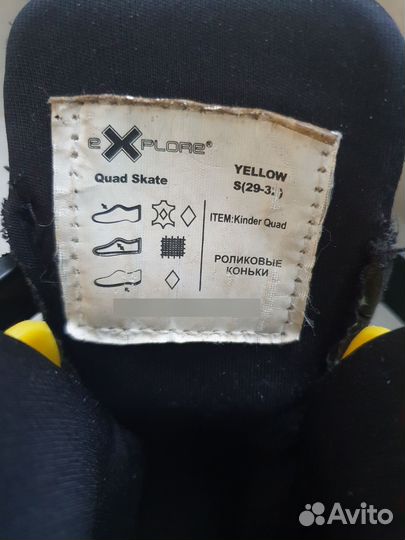 eXPLORE®
Quad Skate
YELLOW
ITEM:Kinder Quad
РОЛИКОВЫЕ
КОНЬКИ
Avito